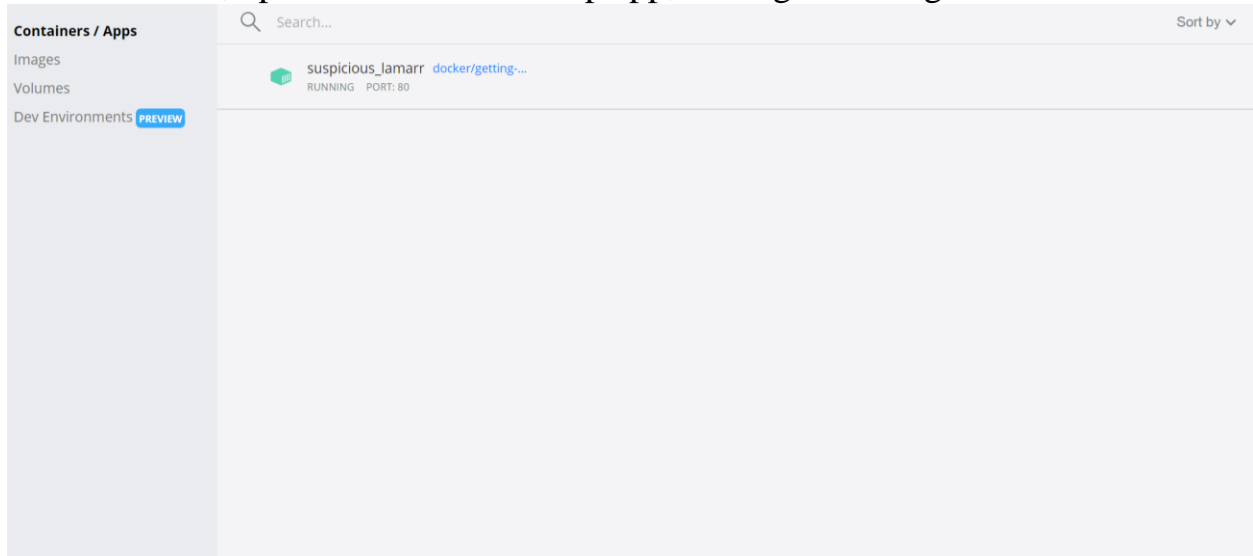 Containers / Apps
Images
Volumes
Dev Environments PREVIEW
Search...
Sort by
suspicious_lamarr docker/getting-...
RUNNING PORT: 80